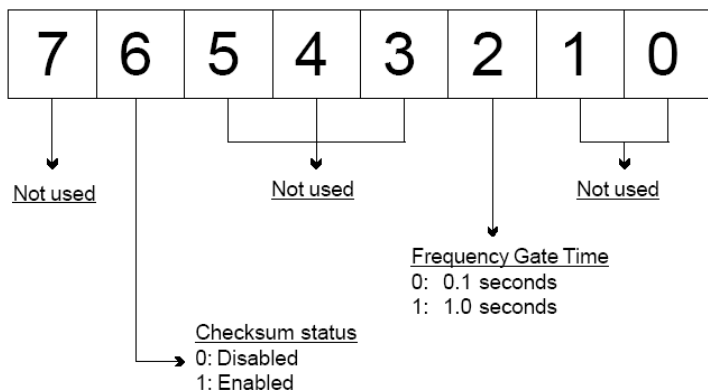 7 6 5 4 3 2 1 0
Not used
Not used
Not used
Frequency Gate Time
0: 0.1 seconds
1: 1.0 seconds
Checksum status
0: Disabled
1: Enabled